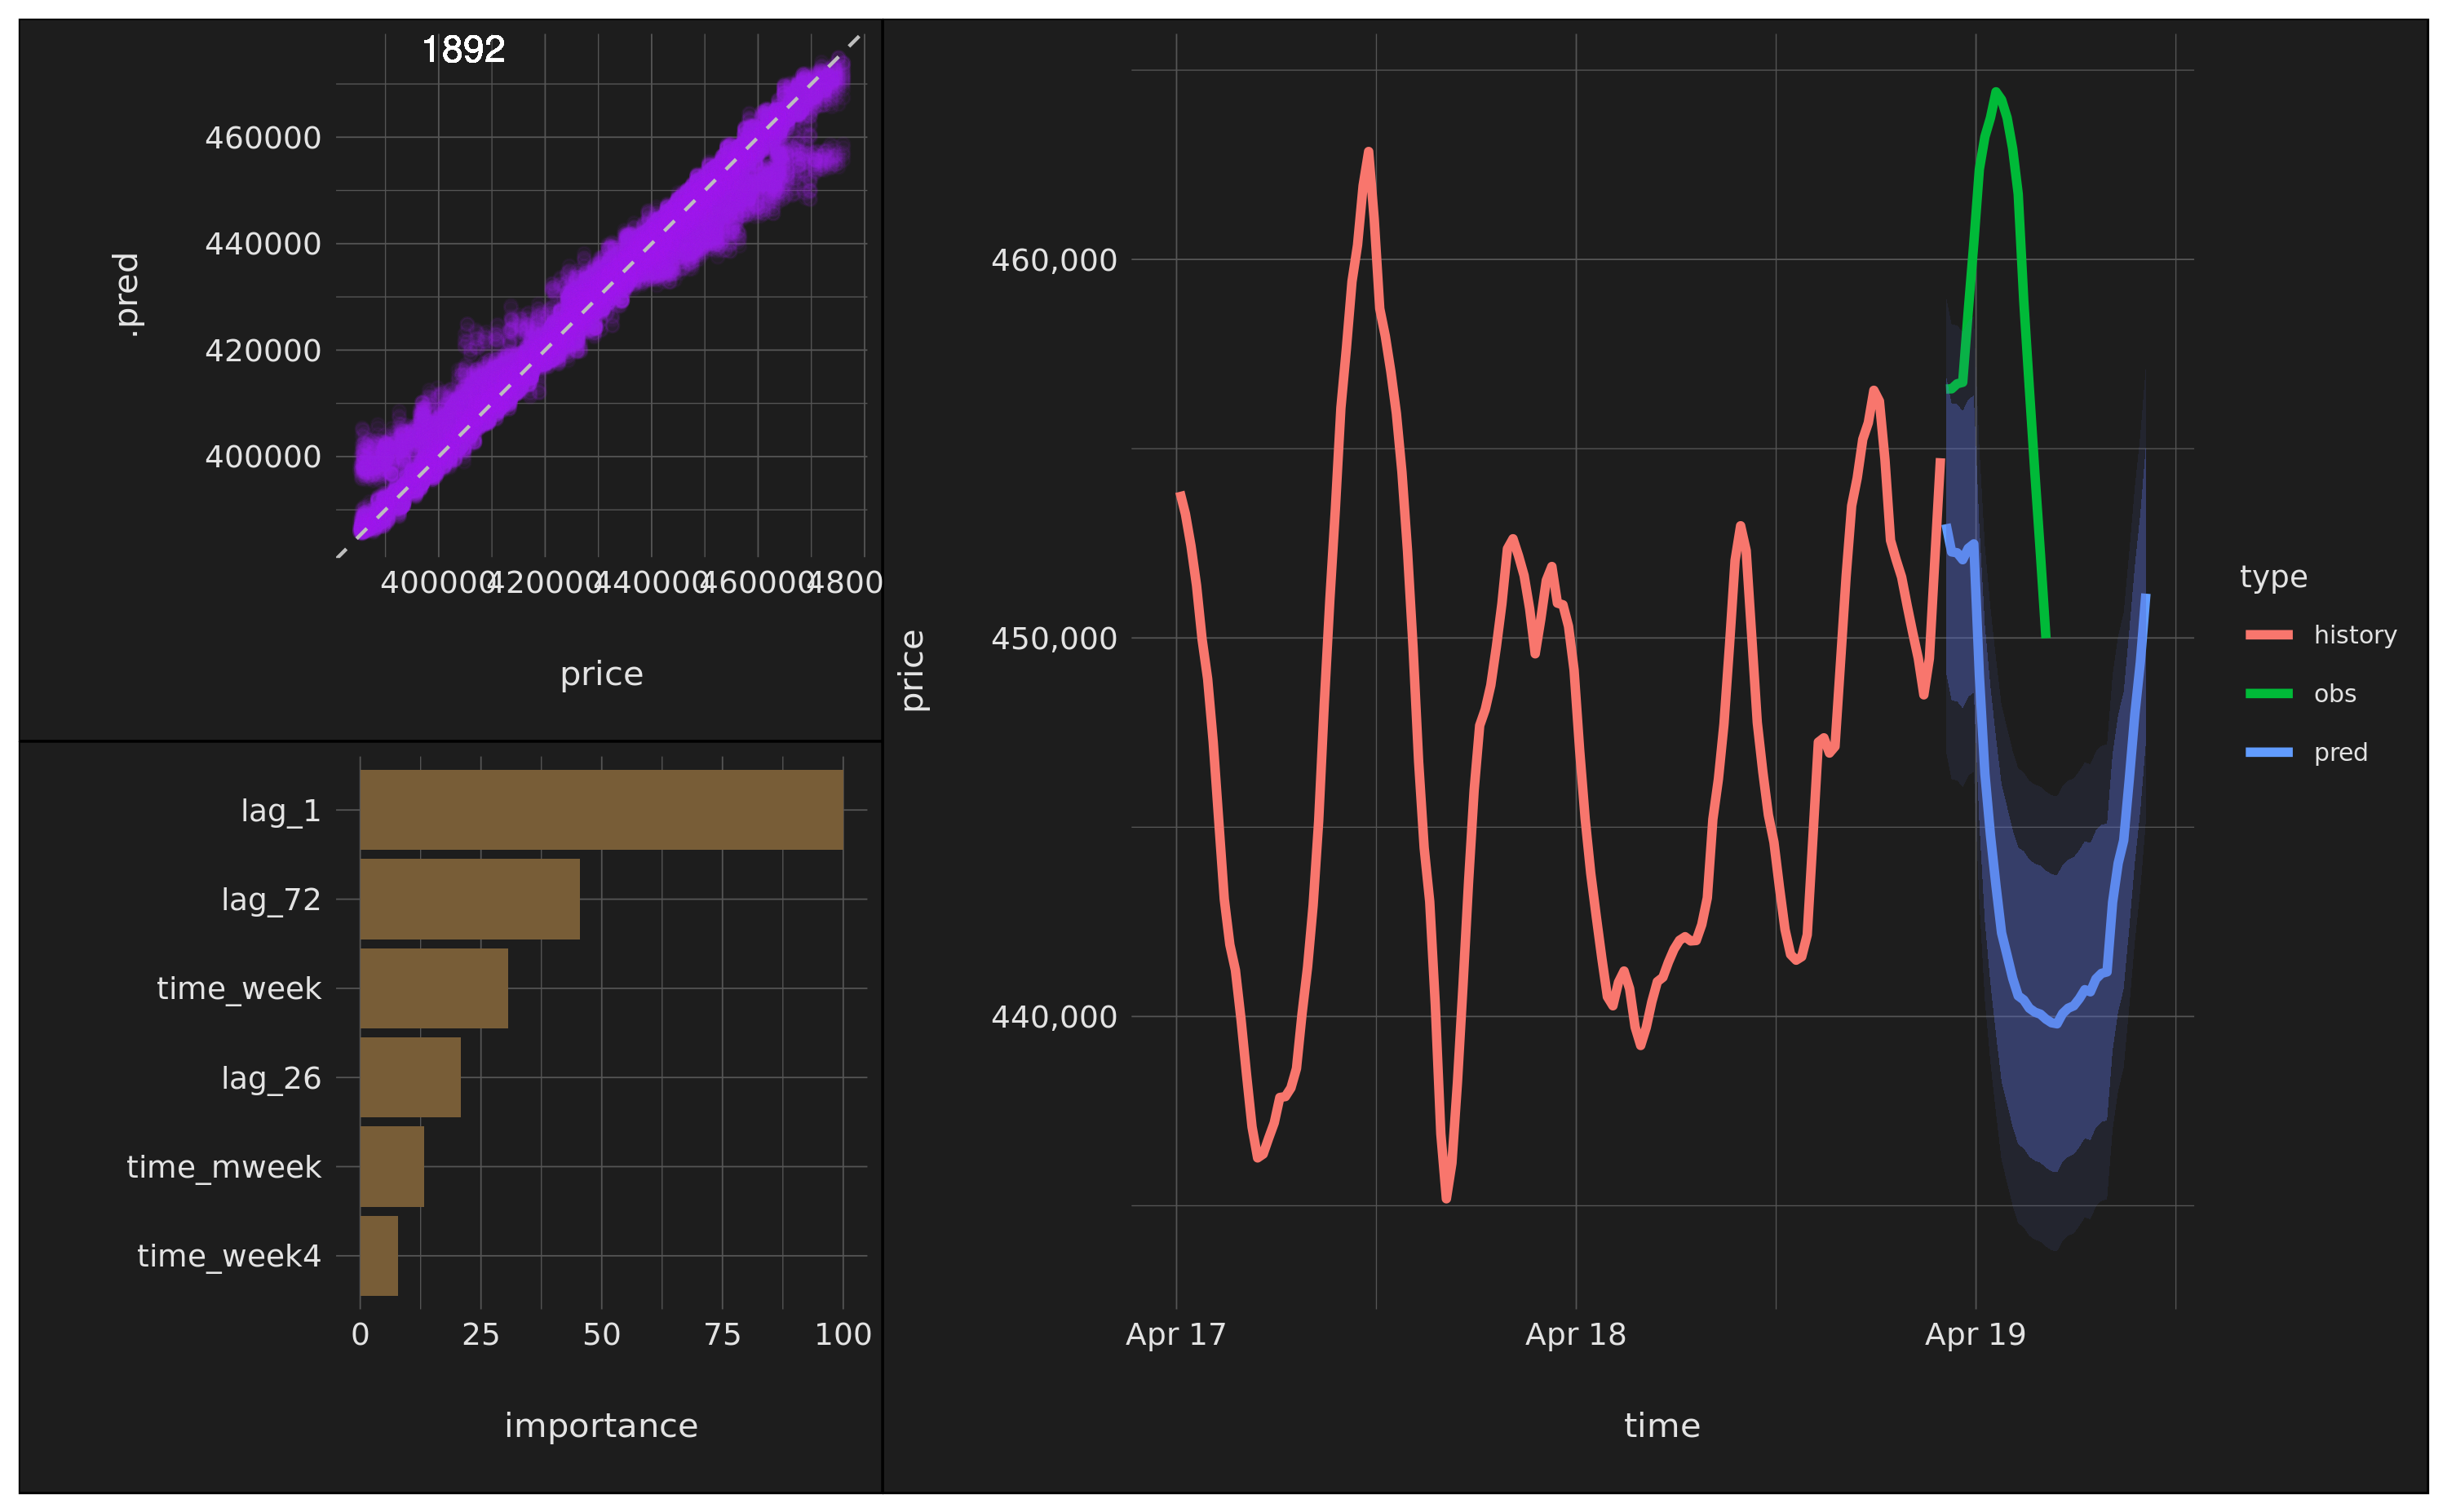 1892
.pred
460000
440000
420000
400000
400000 420000 440000 460000 4800
price
lag_1
lag_72
time_week
lag_26
time_mweek
time_week4
0 25 50 75 100
importance
price
460,000
450,000
440,000
Apr 17 Apr 18 Apr 19
time
type
history
obs
pred